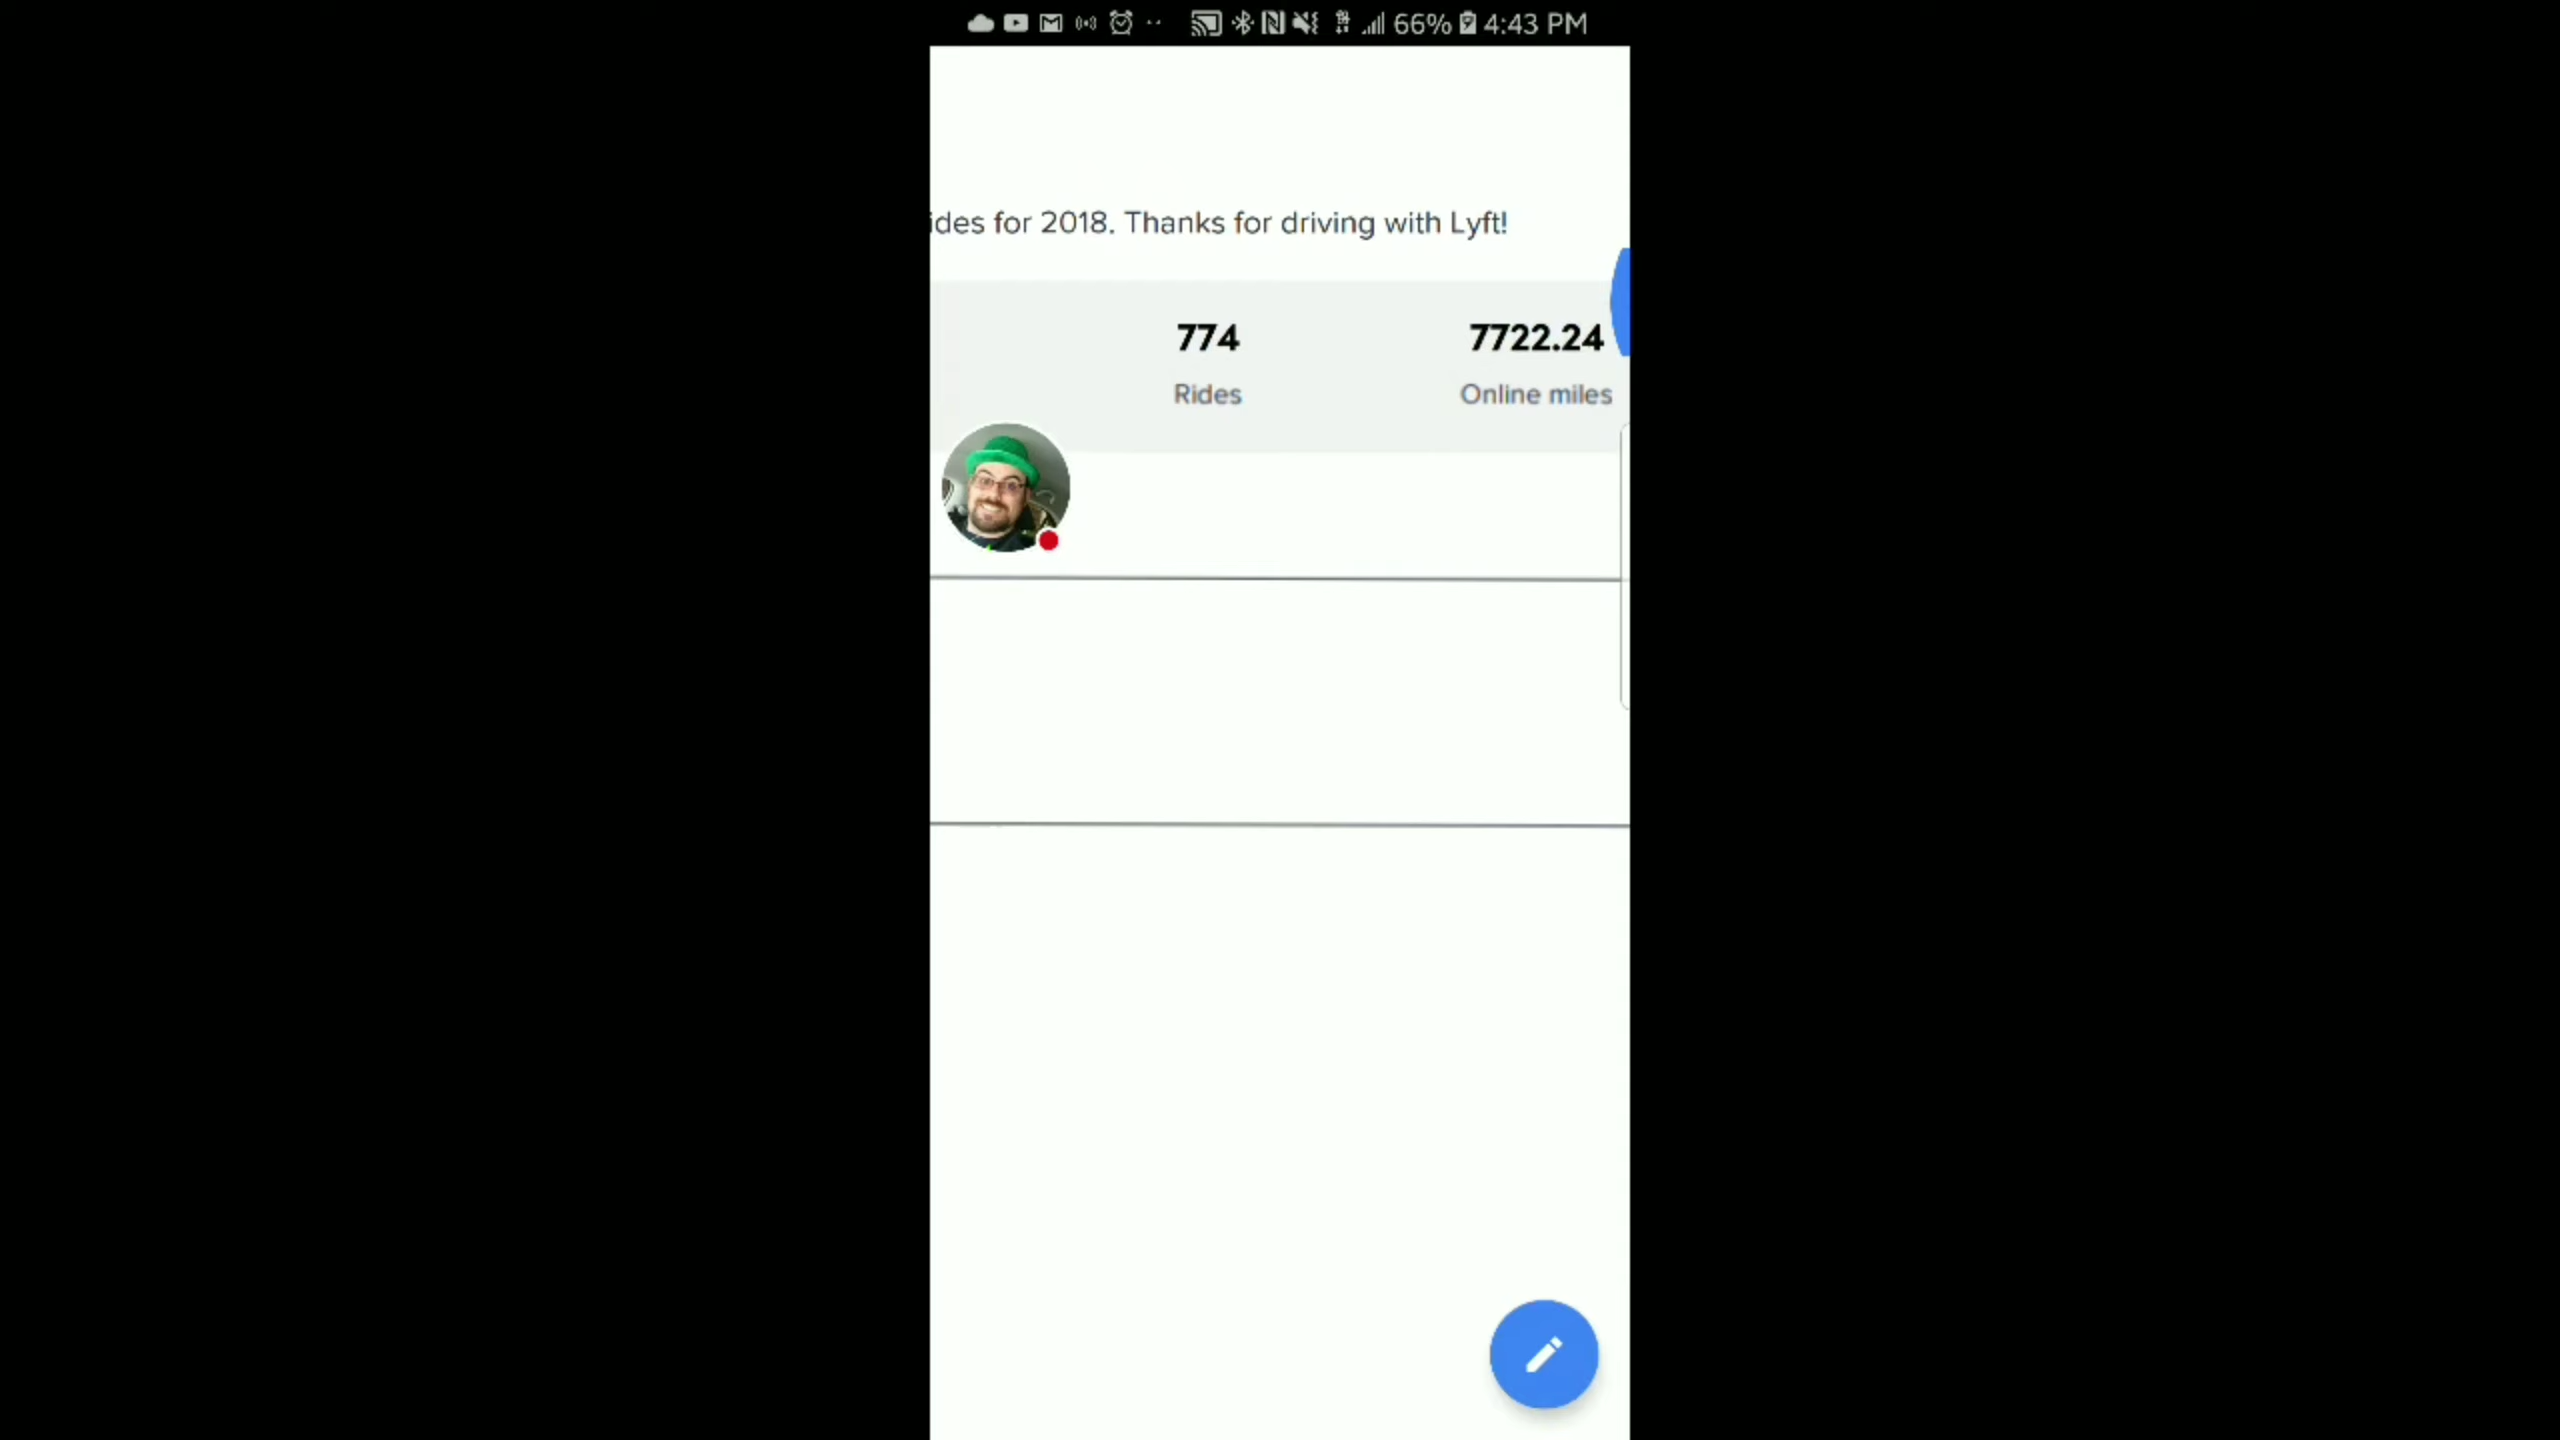 66% 4:43 PM
ides for 2018. Thanks for driving with Lyft!
774 7722.24
Rides Online miles